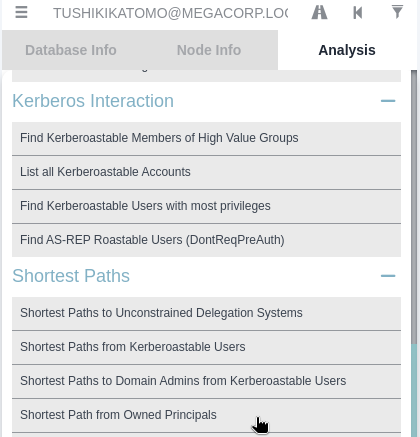 TUSHIKIKATOMO@MEGACORP.LOC
Database Info
Node Info
Analysis
Kerberos Interaction
Find Kerberoastable Members of High Value Groups
List all Kerberoastable Accounts
Find Kerberoastable Users with most privileges
Find AS-REP Roastable Users (DontReqPreAuth)
Shortest Paths
Shortest Paths to Unconstrained Delegation Systems
Shortest Paths from Kerberoastable Users
Shortest Paths to Domain Admins from Kerberoastable Users
Shortest Path from Owned Principals